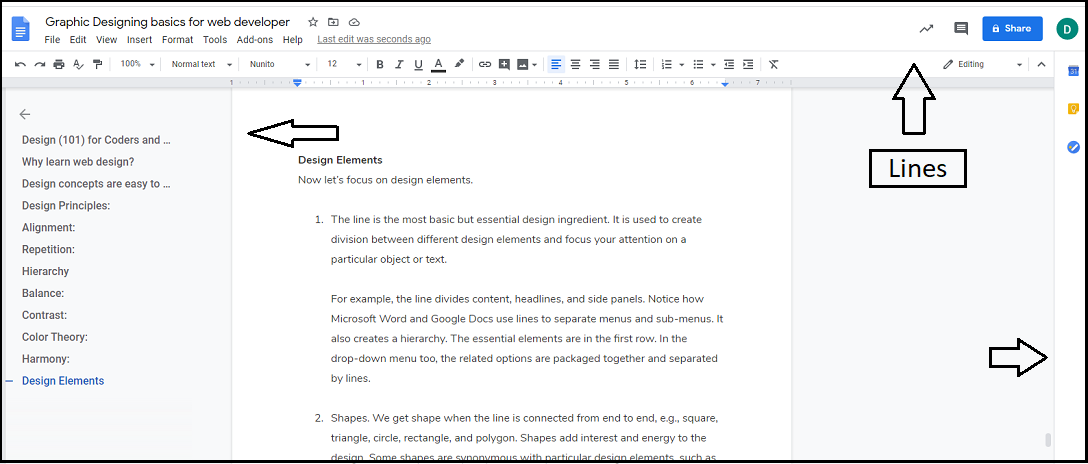 Graphic Designing basics for web developer
File Edit View Insert Format Tools Add-ons Help Last edit was seconds ago
Share
D
100% Normal text Nunito 12 B I U A Editing
1 1 2 3 4 5 6 7
31
Lines
Design (101) for Coders and ...
Why learn web design?
Design concepts are easy to ...
Design Principles:
Alignment:
Repetition:
Hierarchy
Balance:
Contrast:
Color Theory:
Harmony:
Design Elements
Design Elements
Now let's focus on design elements.
1. The line is the most basic but essential design ingredient. It is used to create
division between different design elements and focus your attention on a
particular object or text.
For example, the line divides content, headlines, and side panels. Notice how
Microsoft Word and Google Docs use lines to separate menus and sub-menus. It
also creates a hierarchy. The essential elements are in the first row. In the
drop-down menu too, the related options are packaged together and separated
by lines.
2. Shapes. We get shape when the line is connected from end to end, e.g., square,
triangle, circle, rectangle, and polygon. Shapes add interest and energy to the
design. Some shapes are synonymous with particular design elements, such as